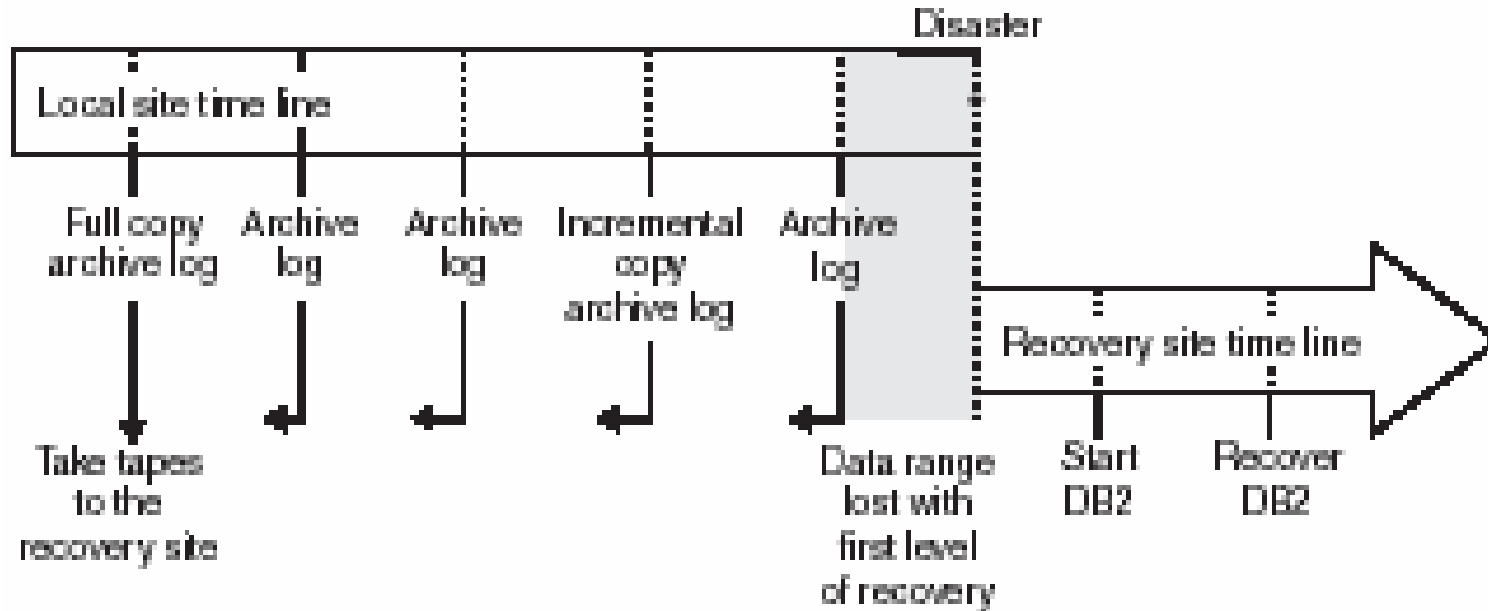 Disaster
Local site time line
Full copy
archive log
Archive
log
Archive
log
Incremental
copy
archive log
Archive
log
Recovery site time line
Take tapes
to the
recovery site
Data range
lost with
first level
of recovery
Start
DB2
Recover
DB2